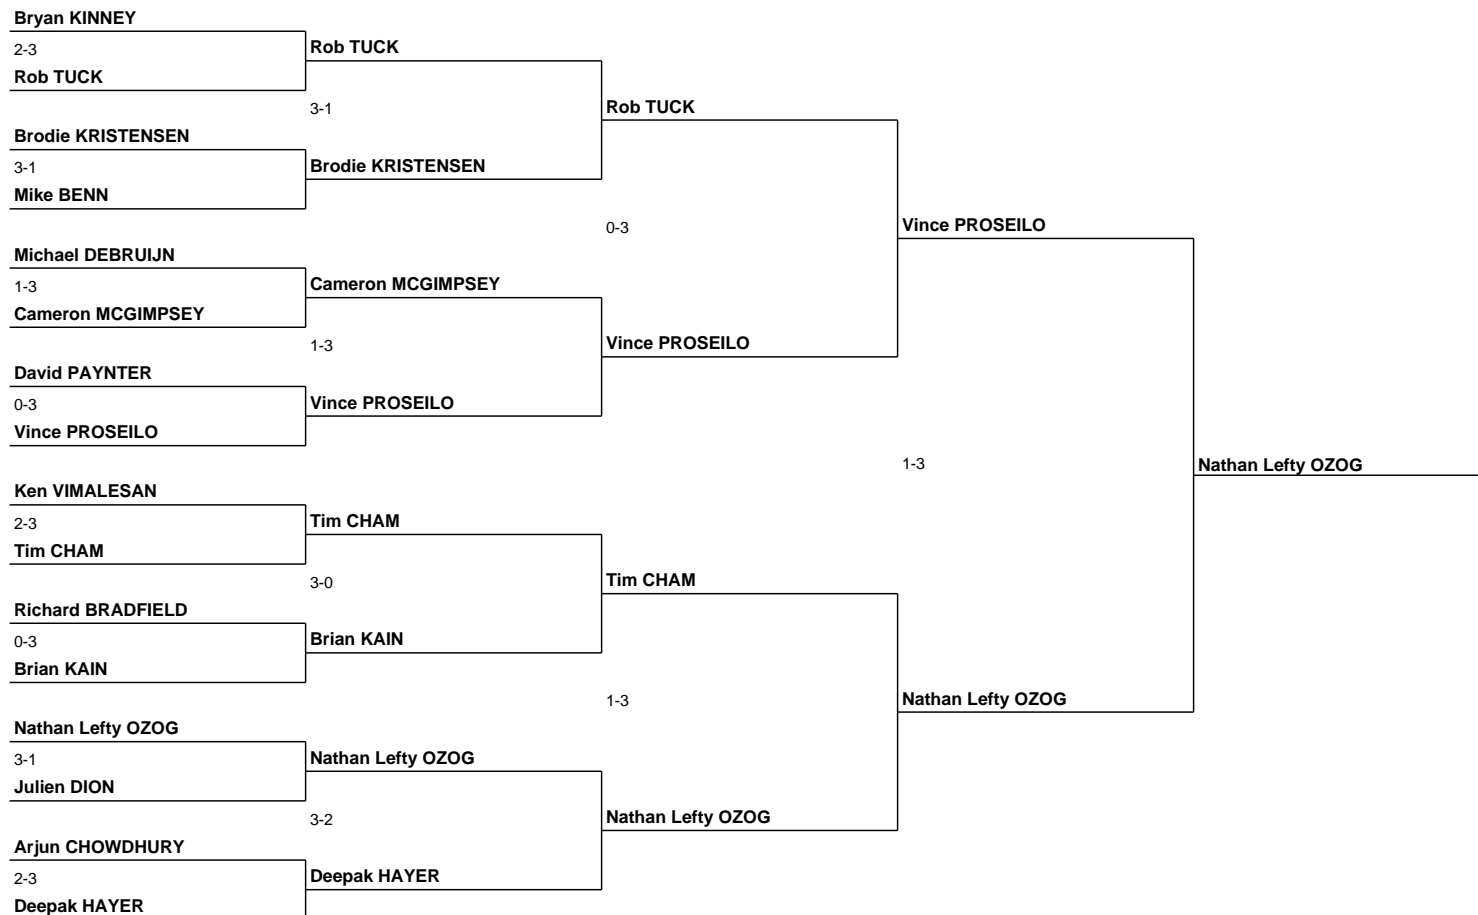 Bryan KINNEY
2-3
Rob TUCK
Rob TUCK
3-1
Rob TUCK
Brodie KRISTENSEN
3-1
Brodie KRISTENSEN
Mike BENN
0-3
Vince PROSEILO
Michael DEBRUIJN
1-3
Cameron MCGIMPSEY
Cameron MCGIMPSEY
1-3
Vince PROSEILO
David PAYNTER
0-3
Vince PROSEILO
Vince PROSEILO
1-3
Nathan Lefty OZOG
Ken VIMALESAN
2-3
Tim CHAM
Tim CHAM
3-0
Tim CHAM
Richard BRADFIELD
0-3
Brian KAIN
Brian KAIN
1-3
Nathan Lefty OZOG
Nathan Lefty OZOG
3-1
Nathan Lefty OZOG
Julien DION
3-2
Nathan Lefty OZOG
Arjun CHOWDHURY
2-3
Deepak HAYER
Deepak HAYER